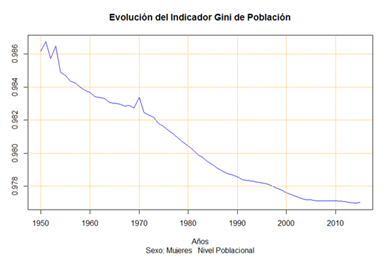 Evolución del Indicador Gini de Población
0.986
0.984
0.982
0.980
0.978
1950 1960 1970 1980 1990 2000 2010
Años
Sexo: Mujeres Nivel Poblacional